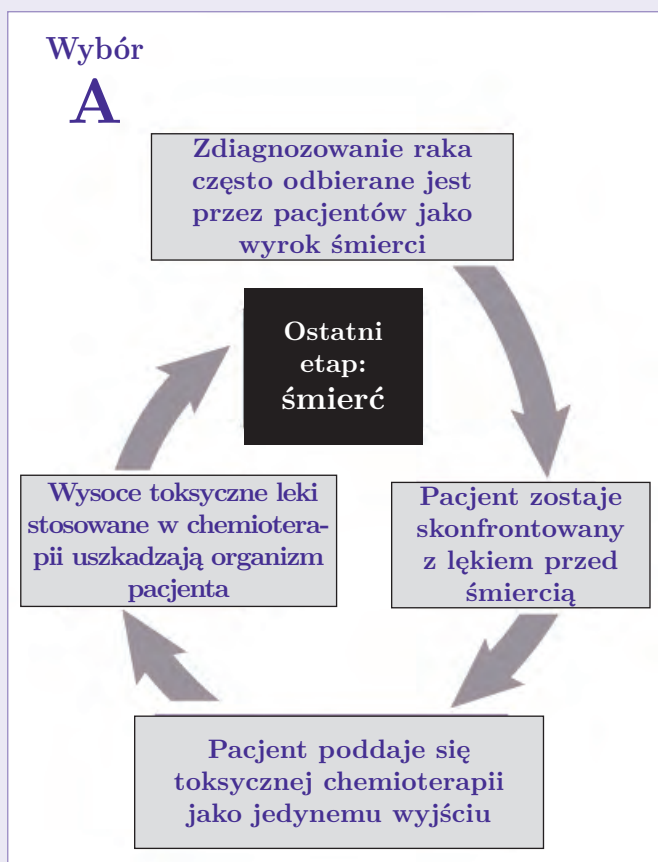 Wybór
A
Zdiagnozowanie raka
często odbierane jest
przez pacjentów jako
wyrok śmierci
Ostatni
etap:
śmierć
Pacjent zostaje
skonfrontowany
z lękiem przed
śmiercią
Pacjent poddaje się
toksycznej chemioterapii
jako jedynemu wyjściu
Wysoce toksyczne leki
stosowane w chemiotera-
pii uszkadzają organizm
pacjenta